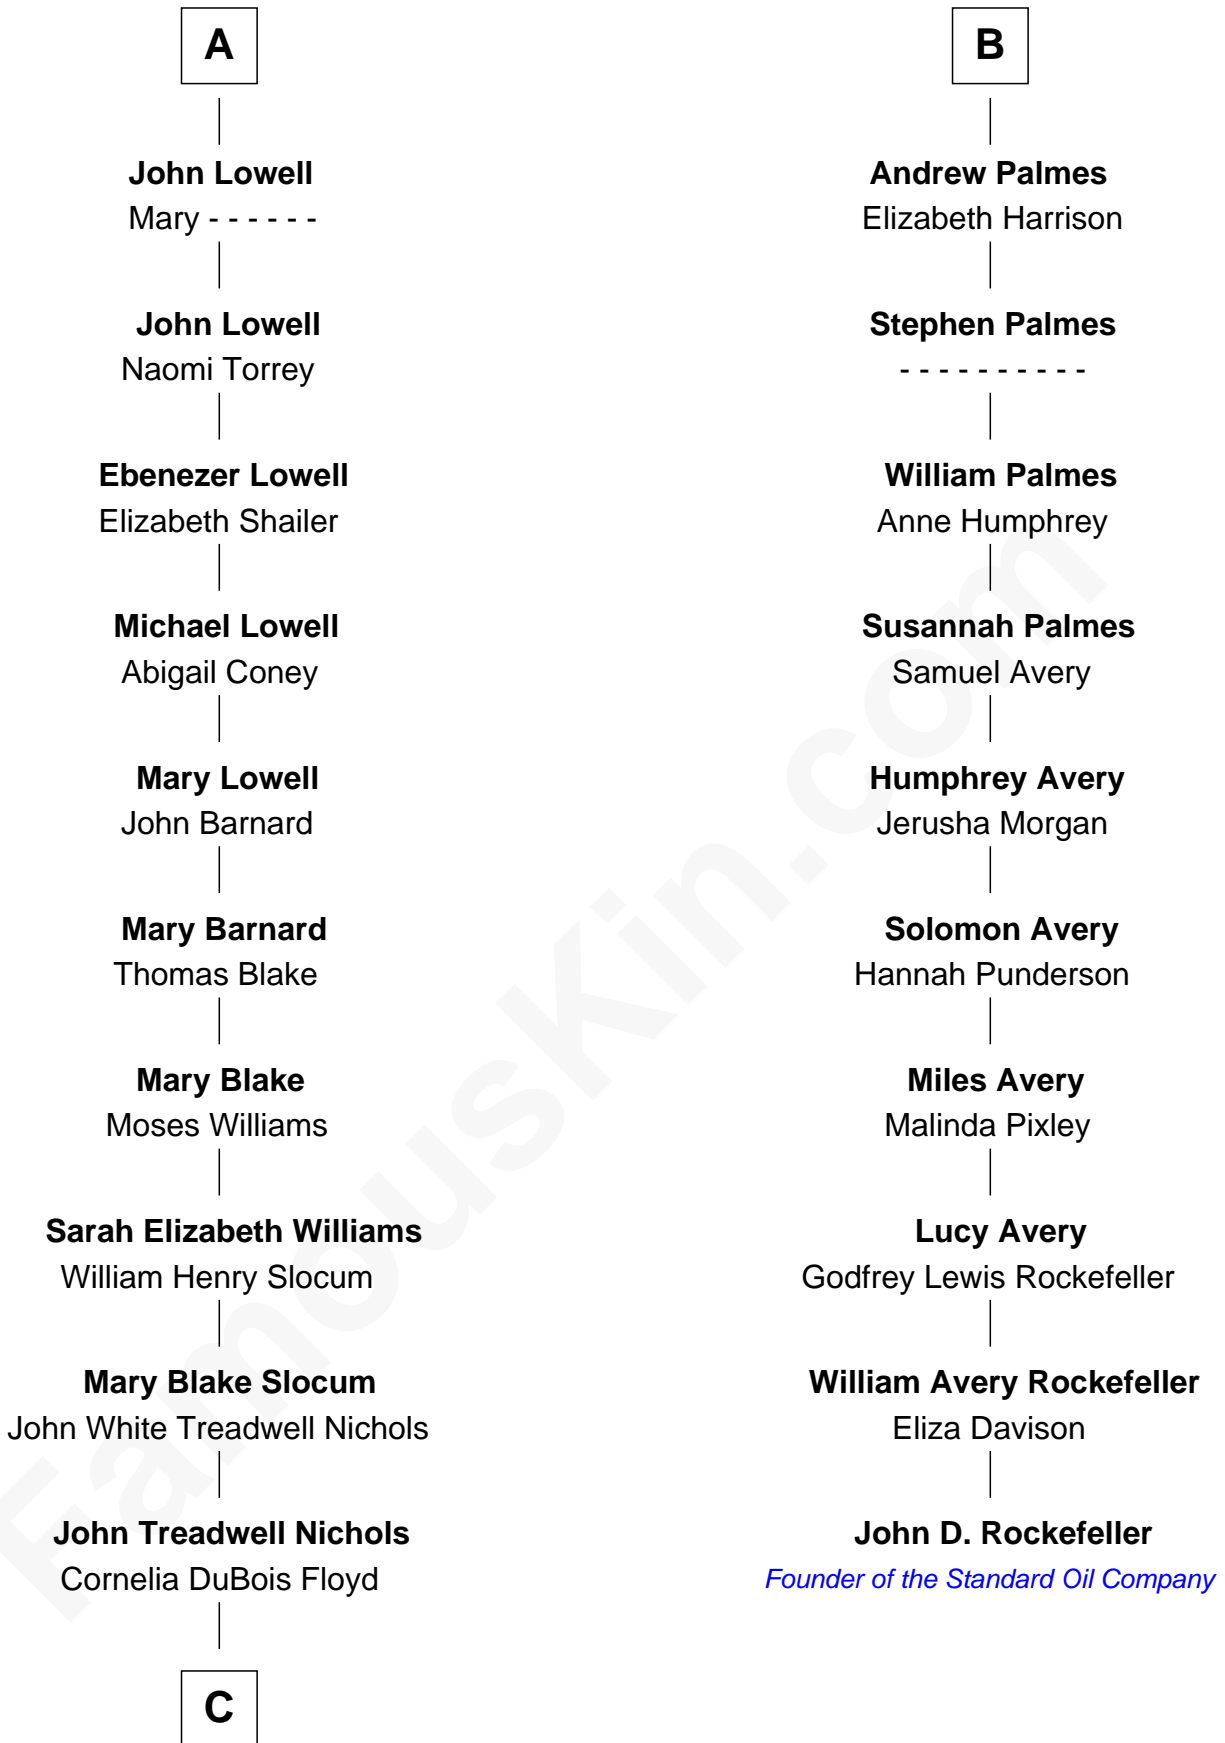 A
John Lowell
Mary - - - - - -
John Lowell
Naomi Torrey
Ebenezer Lowell
Elizabeth Shailer
Michael Lowell
Abigail Coney
Mary Lowell
John Barnard
Mary Barnard
Thomas Blake
Mary Blake
Moses Williams
Sarah Elizabeth Williams
William Henry Slocum
Mary Blake Slocum
John White Treadwell Nichols
John Treadwell Nichols
Cornelia DuBois Floyd
C
B
Andrew Palmes
Elizabeth Harrison
Stephen Palmes
- - - - - - - - - -
William Palmes
Anne Humphrey
Susannah Palmes
Samuel Avery
Humphrey Avery
Jerusha Morgan
Solomon Avery
Hannah Punderson
Miles Avery
Malinda Pixley
Lucy Avery
Godfrey Lewis Rockefeller
William Avery Rockefeller
Eliza Davison
John D. Rockefeller
Founder of the Standard Oil Company
FamousKin.com